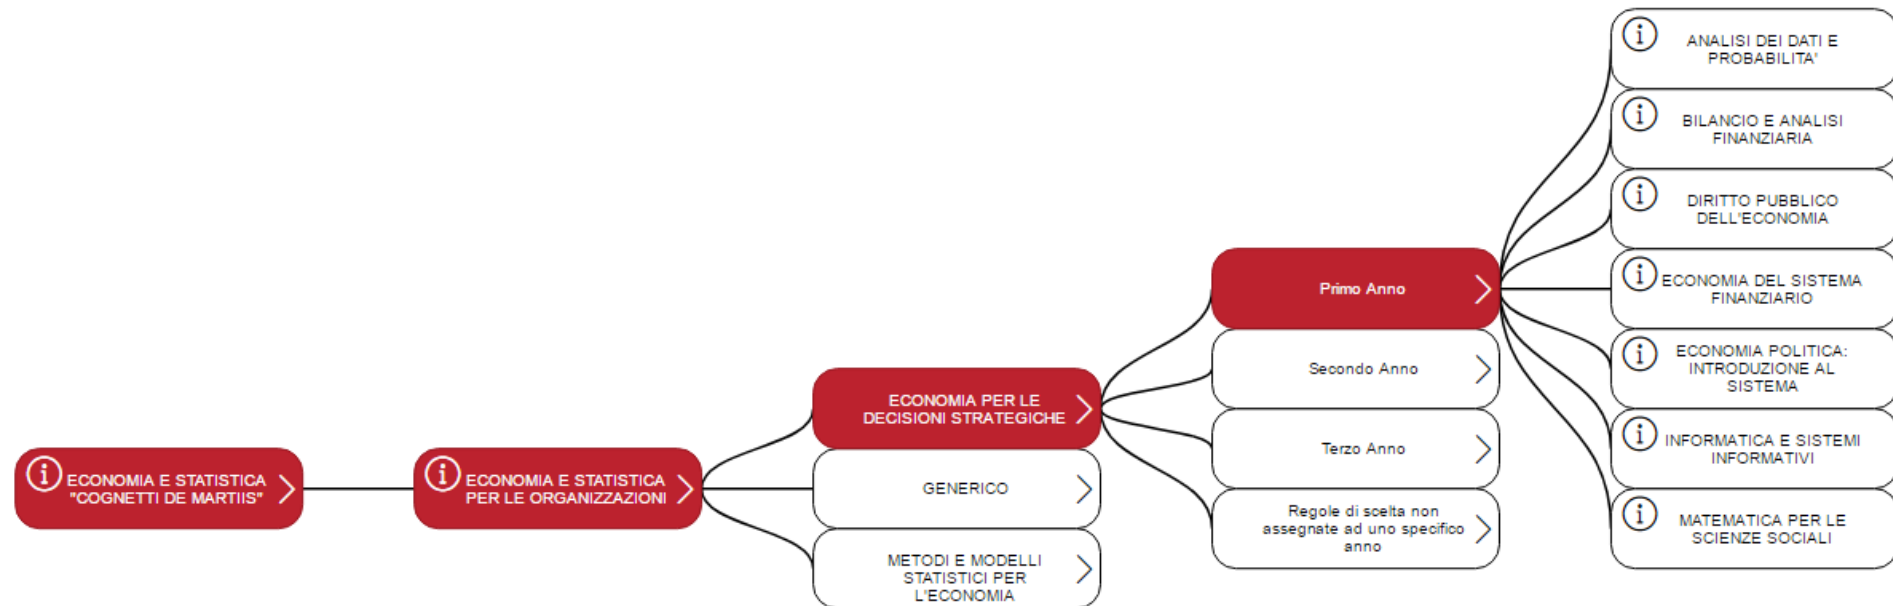 ECONOMIA E STATISTICA
"COGNETTI DE MARTIIS"
ECONOMIA E STATISTICA
PER LE ORGANIZZAZIONI
ECONOMIA PER LE
DECISIONI STRATEGICHE
GENERICO
METODI E MODELLI
STATISTICI PER
L'ECONOMIA
Primo Anno
Secondo Anno
Terzo Anno
Regole di scelta non
assegnate ad uno specifico
anno
ANALISI DEI DATI E
PROBABILITA'
BILANCIO E ANALISI
FINANZIARIA
DIRITTO PUBBLICO
DELL'ECONOMIA
ECONOMIA DEL SISTEMA
FINANZIARIO
ECONOMIA POLITICA:
INTRODUZIONE AL
SISTEMA
INFORMATICA E SISTEMI
INFORMATIVI
MATEMATICA PER LE
SCIENZE SOCIALI